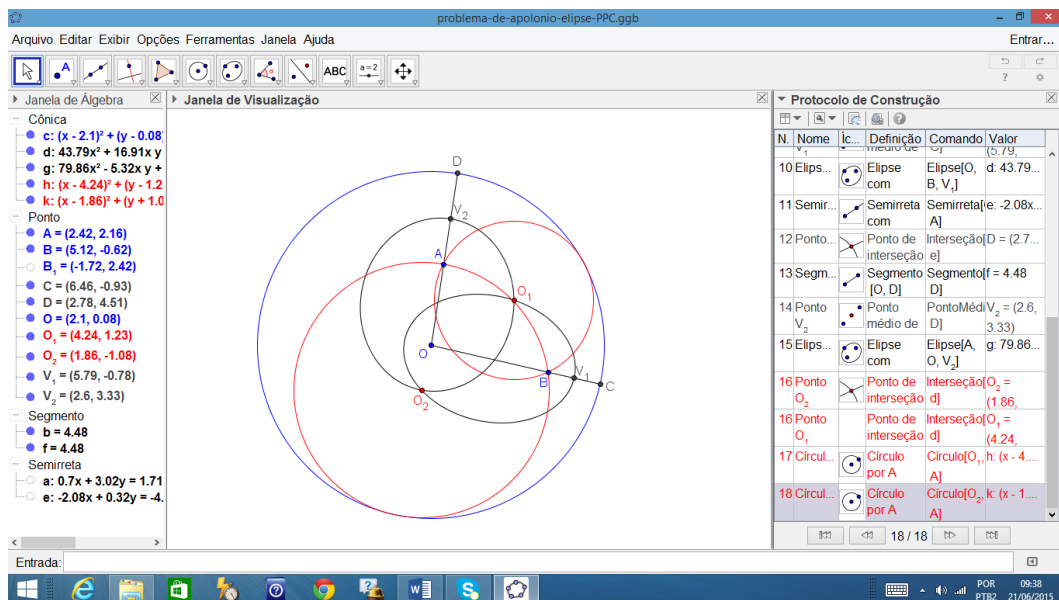 problema-de-apolonio-elipse-PPC.ggb
Arquivo Editar Exibir Opções Ferramentas Janela Ajuda
Entrar...
A
ABC
a=2
Janela de Álgebra
Janela de Visualização
Protocolo de Construção
Cônica
c: (x - 2.1)² + (y - 0.08)
d: 43.79x² + 16.91x y
g: 79.86x² - 5.32x y +
h: (x - 4.24)² + (y - 1.2
k: (x - 1.86)² + (y + 1.0
Ponto
A = (2.42, 2.16)
B = (5.12, -0.62)
B₁ = (-1.72, 2.42)
C = (6.46, -0.93)
D = (2.78, 4.51)
O = (2.1, 0.08)
O₁ = (4.24, 1.23)
O₂ = (1.86, -1.08)
V₁ = (5.79, -0.78)
V₂ = (2.6, 3.33)
Segmento
b = 4.48
f = 4.48
Semirreta
a: 0.7x + 3.02y = 1.71
e: -2.08x + 0.32y = -4.
D
V₂
A
O₁
O
B
V₁
C
O₂
N. Nome Íc... Definição Comando Valor
V₁ médio de C] (5.79,
10 Elips... Elipse Elipse[O, d: 43.79...
com B, V₁]
11 Semir... Semirreta Semirreta[ e: -2.08x...
com A]
12 Ponto... Ponto de Interseção[ D = (2.7...
interseção e]
13 Segm... Segmento Segmento[ f = 4.48
[O, D] D]
14 Ponto Ponto PontoMédi V₂ = (2.6,
V₂ médio de D] 3.33)
15 Elips... Elipse Elipse[A, g: 79.86...
com O, V₂]
16 Ponto Ponto de Interseção[ O₂ =
O₂ interseção d] (1.86,
16 Ponto Ponto de Interseção[ O₁ =
O₁ interseção d] (4.24,
17 Círcul... Círculo Círculo[O₁, h: (x - 4....
por A A]
18 Círcul... Círculo Círculo[O₂, k: (x - 1....
por A A]
18 / 18
Entrada:
POR 09:38
PTB2 21/06/2015